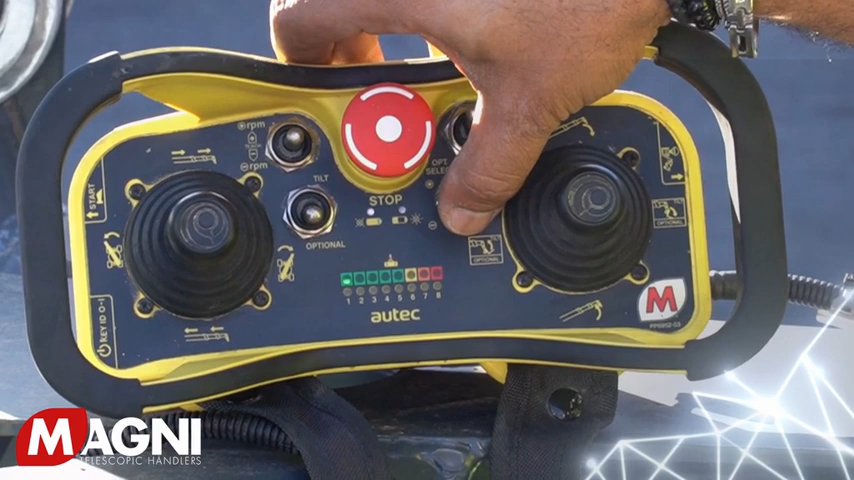 ⊕rpm
⊖rpm
START
TILT
OPTIONAL
STOP
OPT.
SELEC
OPTIONAL
OPTIONAL
KEY ID 0-I
1 2 3 4 5 6 7 8
autec
M
MAGNI
TELESCOPIC HANDLERS